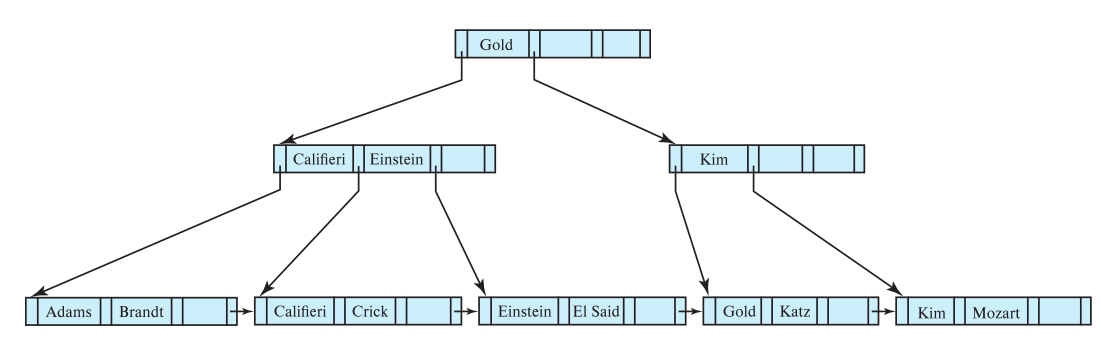 Gold
Califieri Einstein
Kim
Adams Brandt
Califieri Crick
Einstein El Said
Gold Katz
Kim Mozart